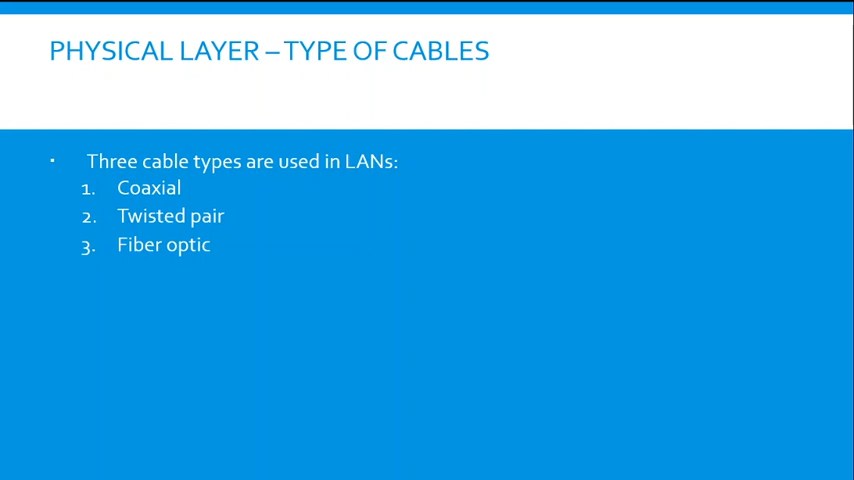 PHYSICAL LAYER – TYPE OF CABLES
▪ Three cable types are used in LANs:
1. Coaxial
2. Twisted pair
3. Fiber optic